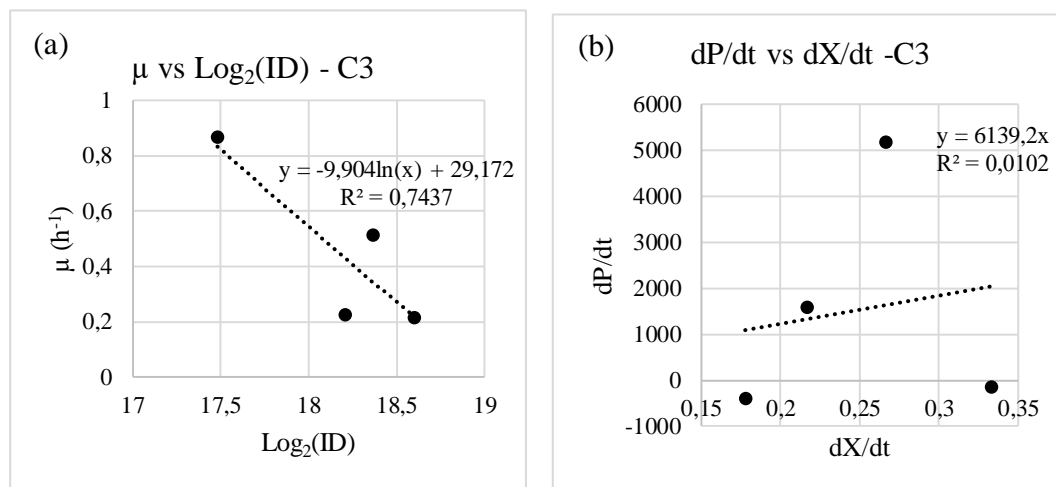 (a)
μ vs Log₂(ID) - C3
1
0,8
0,6
0,4
0,2
0
μ (h⁻¹)
y = -9,904ln(x) + 29,172
R² = 0,7437
17 17,5 18 18,5 19
Log₂(ID)
(b)
dP/dt vs dX/dt -C3
6000
5000
4000
3000
2000
1000
0
-1000
dP/dt
y = 6139,2x
R² = 0,0102
0,15 0,2 0,25 0,3 0,35
dX/dt